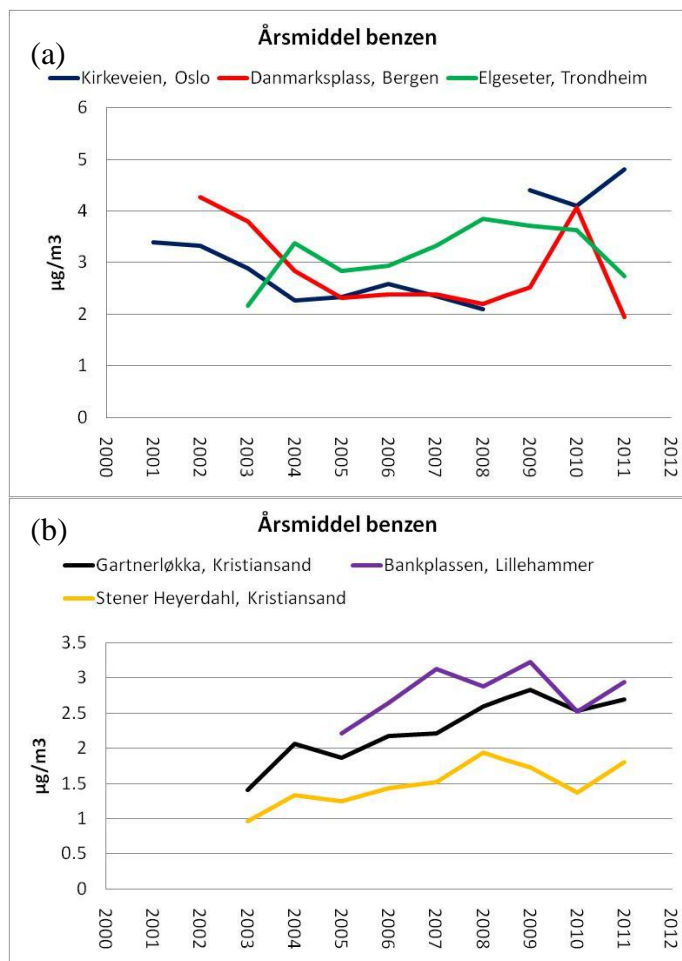 (a)
Årsmiddel benzen
Kirkeveien, Oslo Danmarksplass, Bergen Elgeseter, Trondheim
6
5
4
3
2
1
0
µg/m3
2000 2001 2002 2003 2004 2005 2006 2007 2008 2009 2010 2011 2012
(b)
Årsmiddel benzen
Gartnerløkka, Kristiansand Bankplassen, Lillehammer
Stener Heyerdahl, Kristiansand
3.5
3
2.5
2
1.5
1
0.5
0
µg/m3
2000 2001 2002 2003 2004 2005 2006 2007 2008 2009 2010 2011 2012